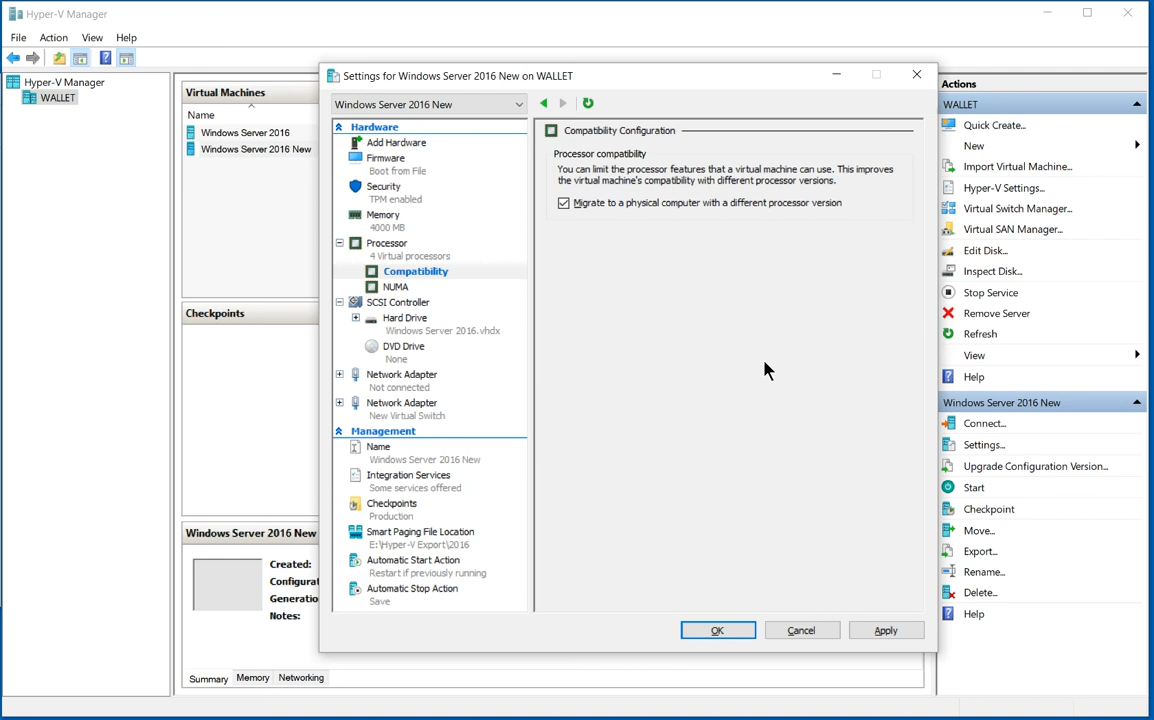 Hyper-V Manager
File Action View Help
Hyper-V Manager
WALLET
Virtual Machines
Name
Windows Server 2016
Windows Server 2016 New
Checkpoints
Windows Server 2016 New
Created:
Configurat
Generatio
Notes:
Summary Memory Networking
Settings for Windows Server 2016 New on WALLET
Windows Server 2016 New
Hardware
Add Hardware
Firmware
Boot from File
Security
TPM enabled
Memory
4000 MB
Processor
4 Virtual processors
Compatibility
NUMA
SCSI Controller
Hard Drive
Windows Server 2016.vhdx
DVD Drive
None
Network Adapter
Not connected
Network Adapter
New Virtual Switch
Management
Name
Windows Server 2016 New
Integration Services
Some services offered
Checkpoints
Production
Smart Paging File Location
E:\Hyper-V Export\2016
Automatic Start Action
Restart if previously running
Automatic Stop Action
Save
Compatibility Configuration
Processor compatibility
You can limit the processor features that a virtual machine can use. This improves
the virtual machine's compatibility with different processor versions.
Migrate to a physical computer with a different processor version
OK Cancel Apply
Actions
WALLET
Quick Create...
New
Import Virtual Machine...
Hyper-V Settings...
Virtual Switch Manager...
Virtual SAN Manager...
Edit Disk...
Inspect Disk...
Stop Service
Remove Server
Refresh
View
Help
Windows Server 2016 New
Connect...
Settings...
Upgrade Configuration Version...
Start
Checkpoint
Move...
Export...
Rename...
Delete...
Help